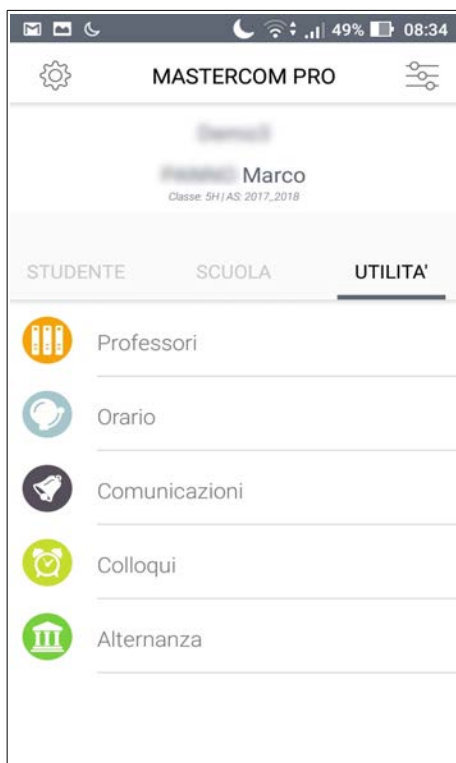 49% 08:34
MASTERCOM PRO
Marco
Classe: 5H | AS: 2017_2018
STUDENTE SCUOLA UTILITA'
Professori
Orario
Comunicazioni
Colloqui
Alternanza